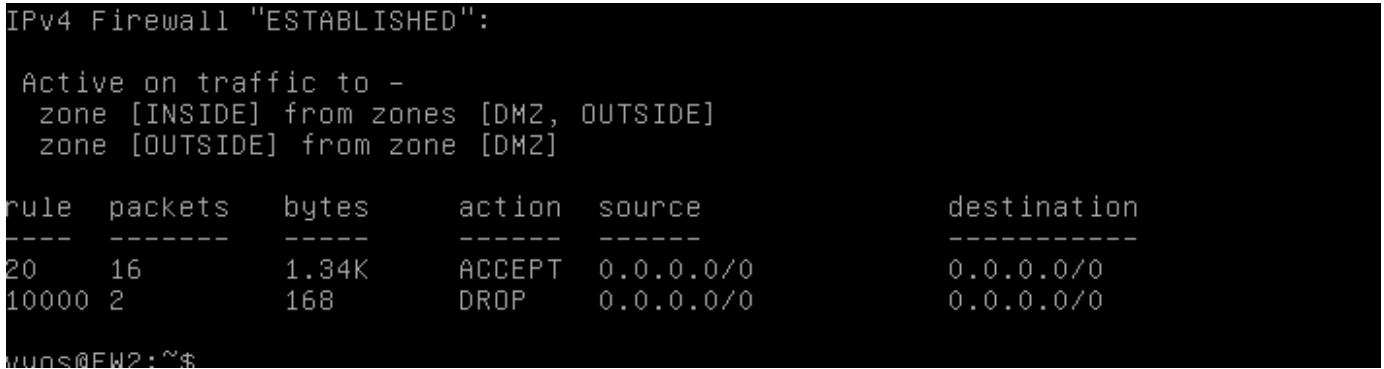 IPv4 Firewall "ESTABLISHED":
Active on traffic to -
zone [INSIDE] from zones [DMZ, OUTSIDE]
zone [OUTSIDE] from zone [DMZ]
rule packets bytes action source destination
---- ------- ----- ------ ------ -----------
20 16 1.34K ACCEPT 0.0.0.0/0 0.0.0.0/0
10000 2 168 DROP 0.0.0.0/0 0.0.0.0/0
vyos@FW2:~$